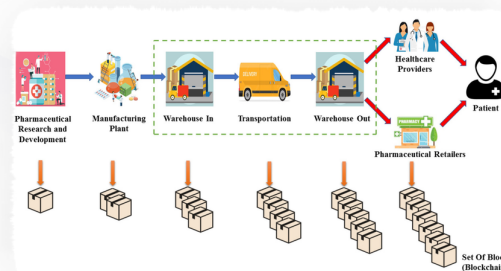 Healthcare
Providers
Patient
Pharmaceutical
Research and
Development
Manufacturing
Plant
Warehouse In
Transportation
Warehouse Out
PHARMACY
Pharmaceutical Retailers
Set Of Bloc
(Blockchai